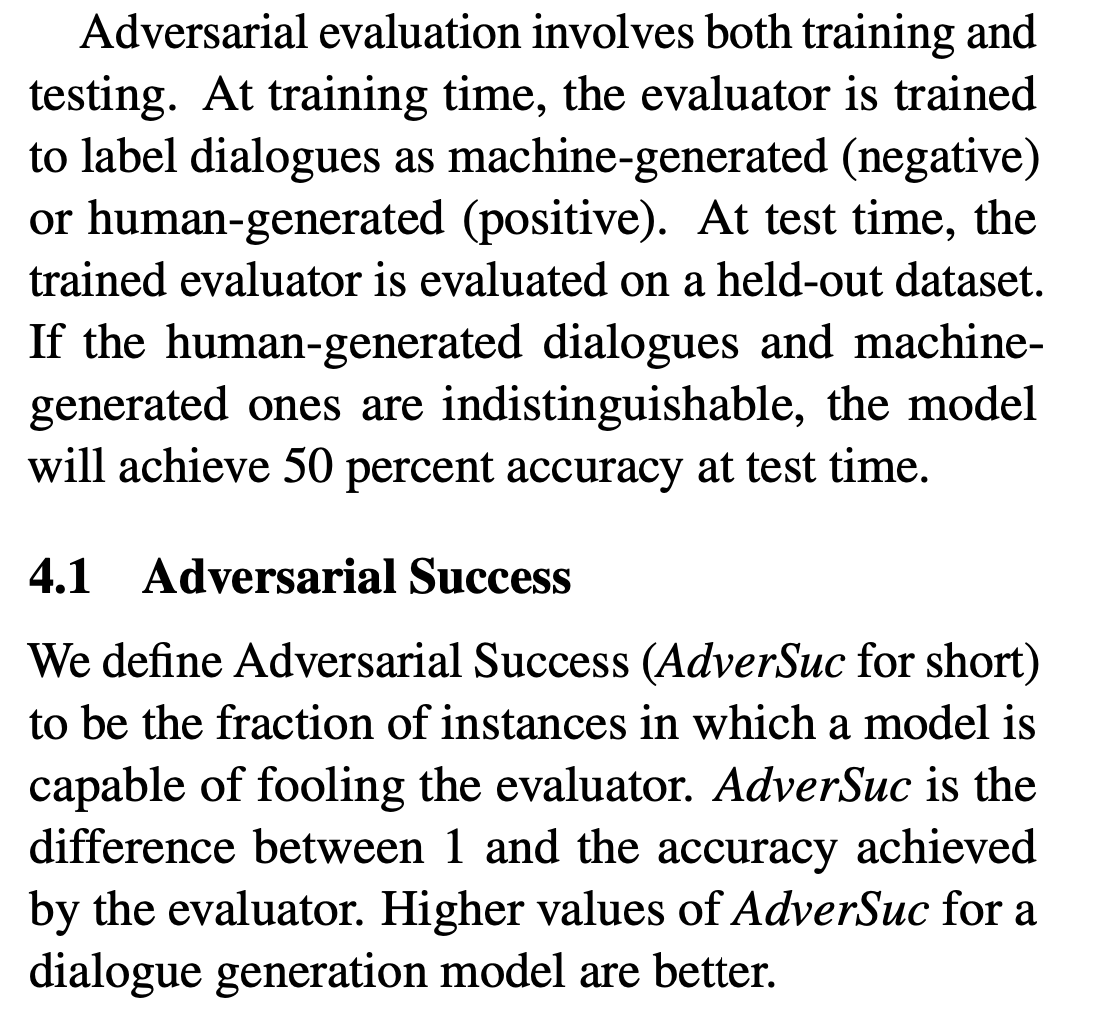 Adversarial evaluation involves both training and
testing. At training time, the evaluator is trained
to label dialogues as machine-generated (negative)
or human-generated (positive). At test time, the
trained evaluator is evaluated on a held-out dataset.
If the human-generated dialogues and machine-
generated ones are indistinguishable, the model
will achieve 50 percent accuracy at test time.
4.1 Adversarial Success
We define Adversarial Success (AdverSuc for short)
to be the fraction of instances in which a model is
capable of fooling the evaluator. AdverSuc is the
difference between 1 and the accuracy achieved
by the evaluator. Higher values of AdverSuc for a
dialogue generation model are better.